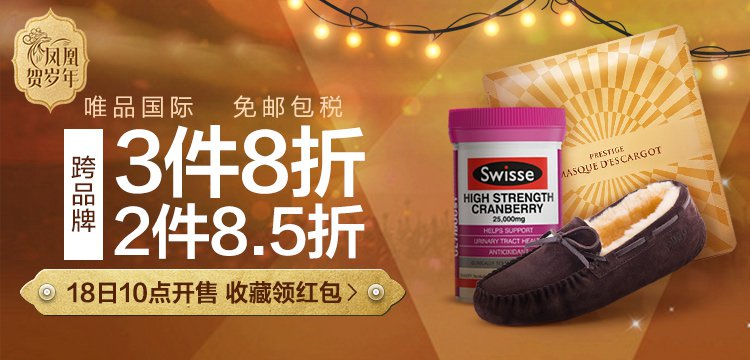 凤凰
贺岁年
唯品国际 免邮包税
跨品牌
3件8折
2件8.5折
18日10点开售 收藏领红包>
Swisse
HIGH STRENGTH
CRANBERRY
25,000mg
HELPS SUPPORT
URINARY TRACT HEAL
ANTIOXIDAN
PRESTIGE
MASQUE D'ESCARGOT